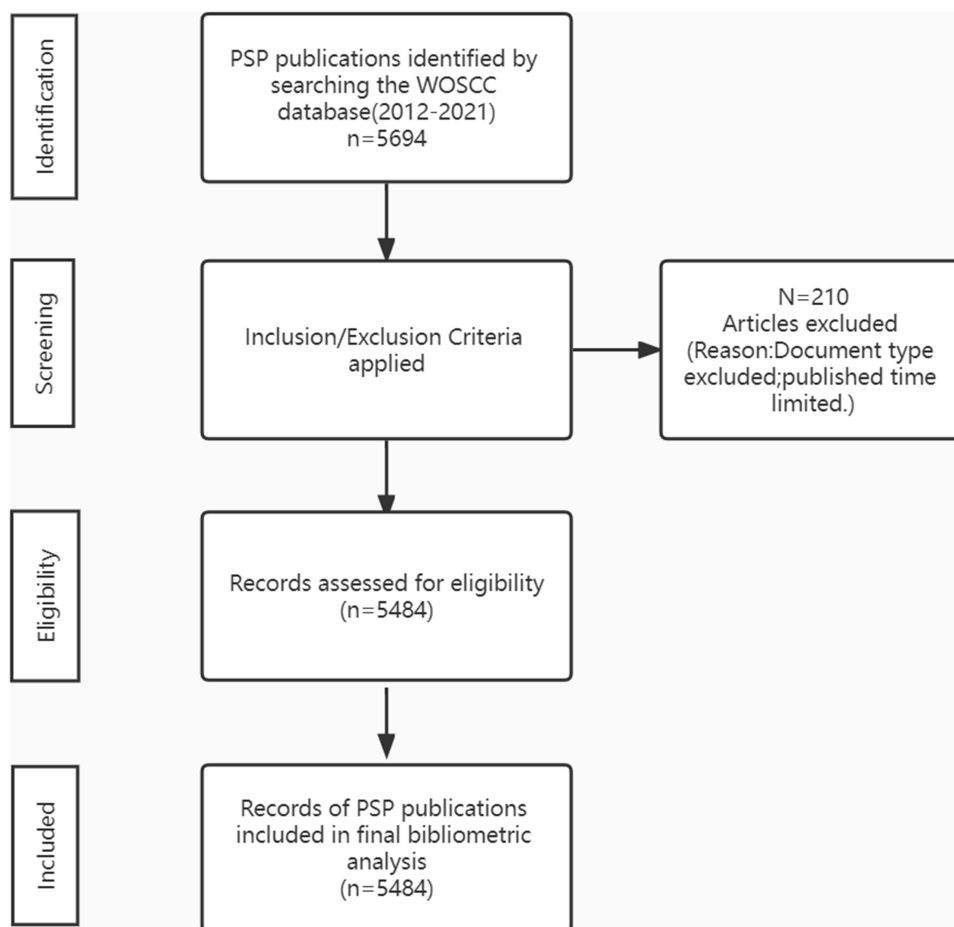 Identification
PSP publications identified by
searching the WOSCC
database(2012-2021)
n=5694
Screening
Inclusion/Exclusion Criteria
applied
N=210
Articles excluded
(Reason:Document type
excluded;published time
limited.)
Eligibility
Records assessed for eligibility
(n=5484)
Included
Records of PSP publications
included in final bibliometric
analysis
(n=5484)